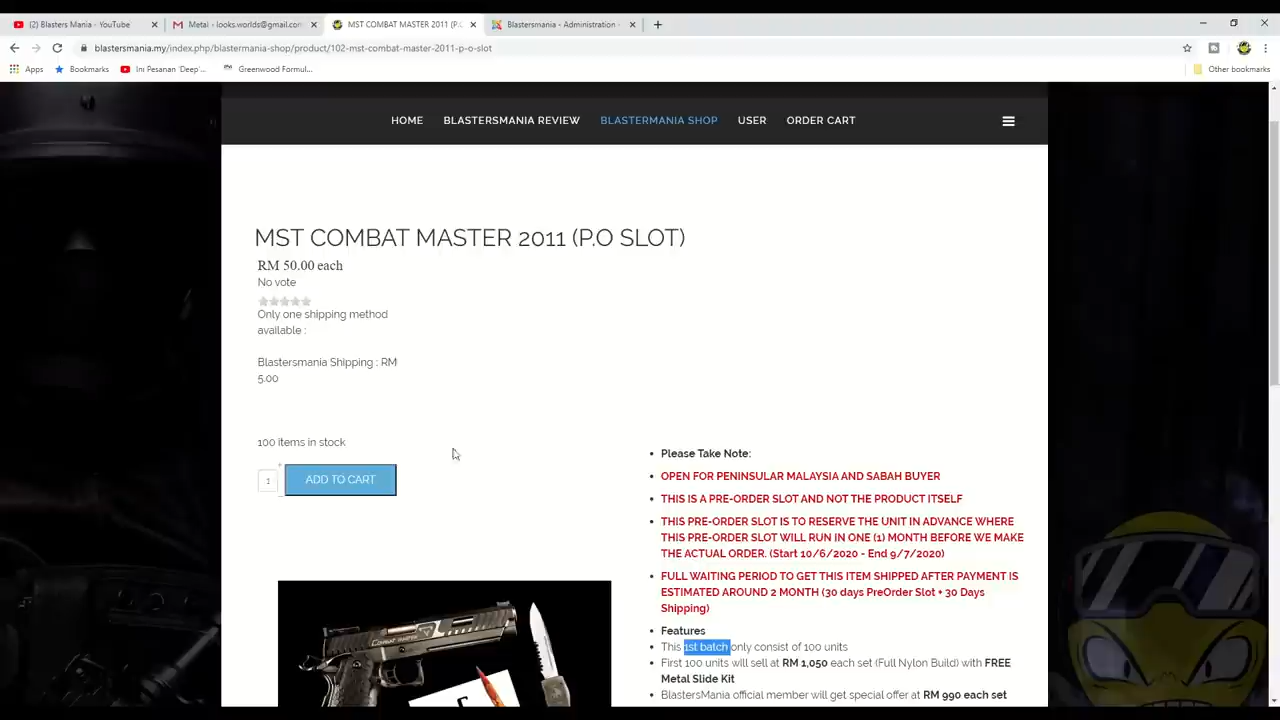 (2) Blasters Mania - YouTube
Metal - looks.worlds@gmail.com
MST COMBAT MASTER 2011 (P.O
Blastersmania - Administration -
blastersmania.my/index.php/blastermania-shop/product/102-mst-combat-master-2011-p-o-slot
Apps
Bookmarks
Ini Pesanan 'Deep'...
Greenwood Formul...
Other bookmarks
HOME
BLASTERSMANIA REVIEW
BLASTERMANIA SHOP
USER
ORDER CART
MST COMBAT MASTER 2011 (P.O SLOT)
RM 50.00 each
No vote
Only one shipping method
available :
Blastersmania Shipping : RM
5.00
100 items in stock
1
ADD TO CART
Please Take Note:
OPEN FOR PENINSULAR MALAYSIA AND SABAH BUYER
THIS IS A PRE-ORDER SLOT AND NOT THE PRODUCT ITSELF
THIS PRE-ORDER SLOT IS TO RESERVE THE UNIT IN ADVANCE WHERE
THIS PRE-ORDER SLOT WILL RUN IN ONE (1) MONTH BEFORE WE MAKE
THE ACTUAL ORDER. (Start 10/6/2020 - End 9/7/2020)
FULL WAITING PERIOD TO GET THIS ITEM SHIPPED AFTER PAYMENT IS
ESTIMATED AROUND 2 MONTH (30 days PreOrder Slot + 30 Days
Shipping)
Features
This 1st batch only consist of 100 units
First 100 units will sell at RM 1,050 each set (Full Nylon Build) with FREE
Metal Slide Kit
BlastersMania official member will get special offer at RM 990 each set
COMBAT MASTER